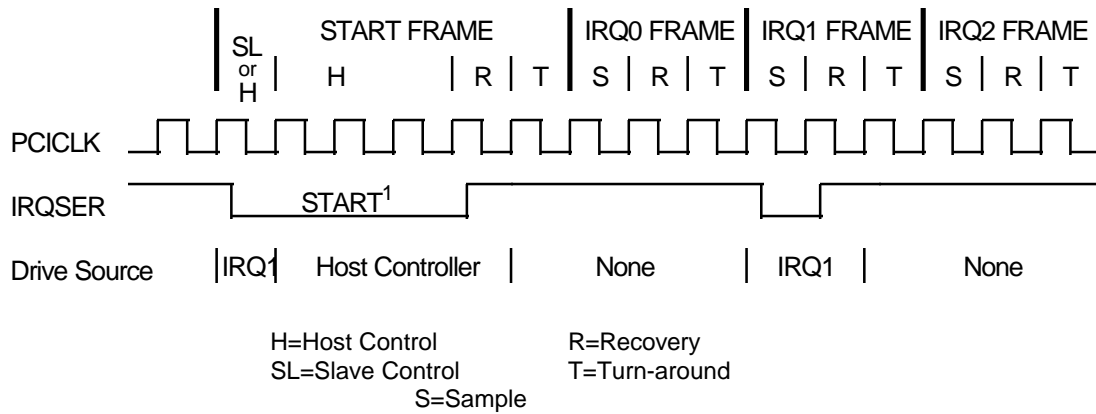 START FRAME IRQ0 FRAME IRQ1 FRAME IRQ2 FRAME
SL
or
H
H R T S R T S R T S R T
PCICLK
IRQSER START1
Drive Source IRQ1 Host Controller None IRQ1 None
H=Host Control R=Recovery
SL=Slave Control T=Turn-around
S=Sample